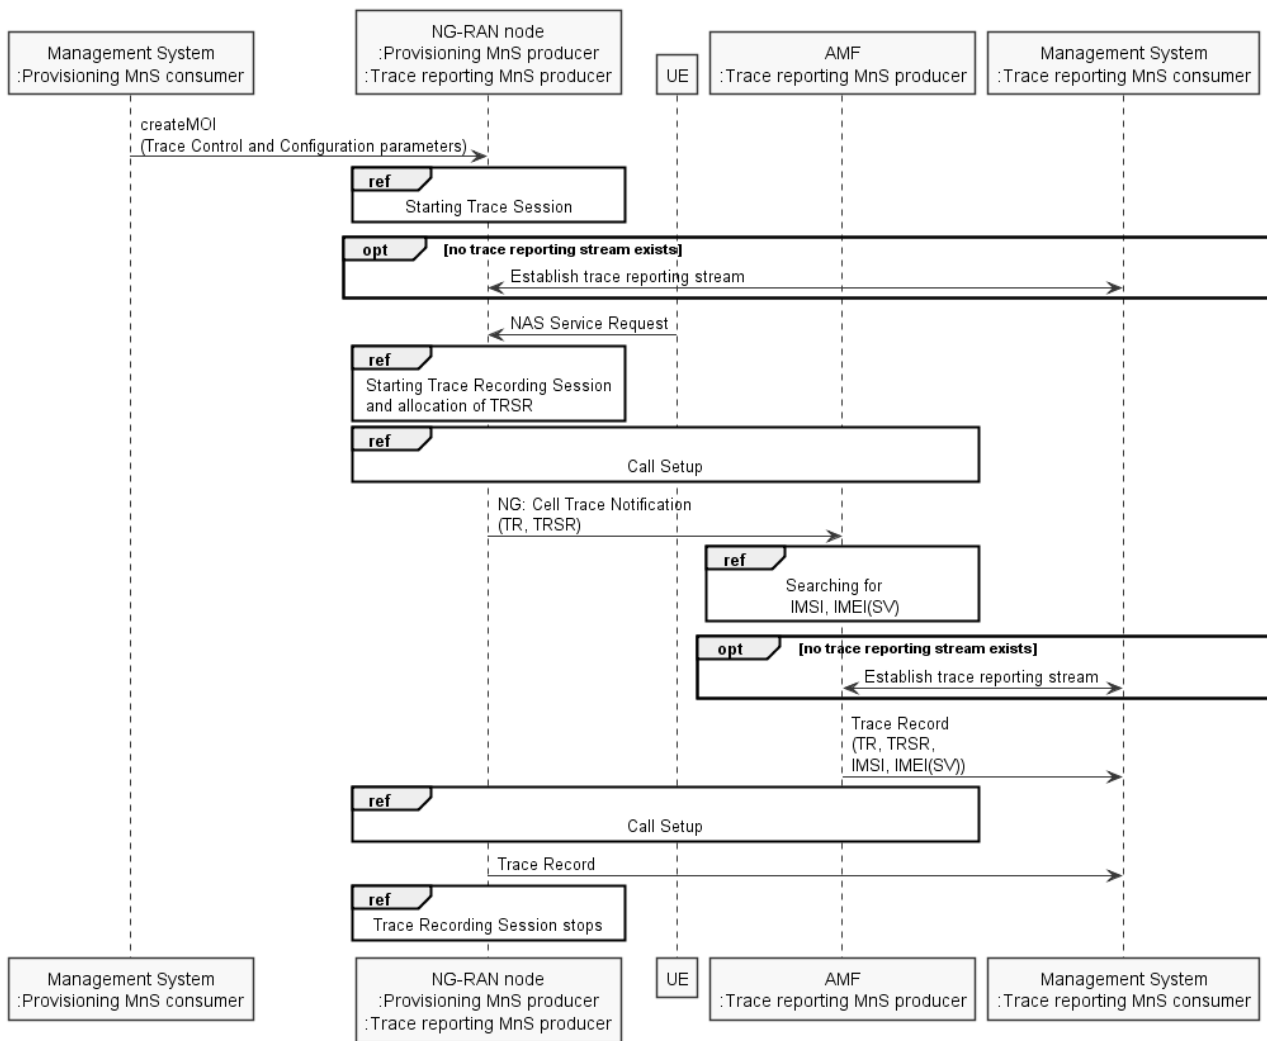 Management System
:Provisioning MnS consumer
NG-RAN node
:Provisioning MnS producer
:Trace reporting MnS producer
UE
AMF
:Trace reporting MnS producer
Management System
:Trace reporting MnS consumer
createMOI
(Trace Control and Configuration parameters)
ref
Starting Trace Session
opt
[no trace reporting stream exists]
Establish trace reporting stream
NAS Service Request
ref
Starting Trace Recording Session
and allocation of TRSR
ref
Call Setup
NG: Cell Trace Notification
(TR, TRSR)
ref
Searching for
IMSI, IMEI(SV)
opt
[no trace reporting stream exists]
Establish trace reporting stream
Trace Record
(TR, TRSR,
IMSI, IMEI(SV))
ref
Call Setup
Trace Record
ref
Trace Recording Session stops
Management System
:Provisioning MnS consumer
NG-RAN node
:Provisioning MnS producer
:Trace reporting MnS producer
UE
AMF
:Trace reporting MnS producer
Management System
:Trace reporting MnS consumer